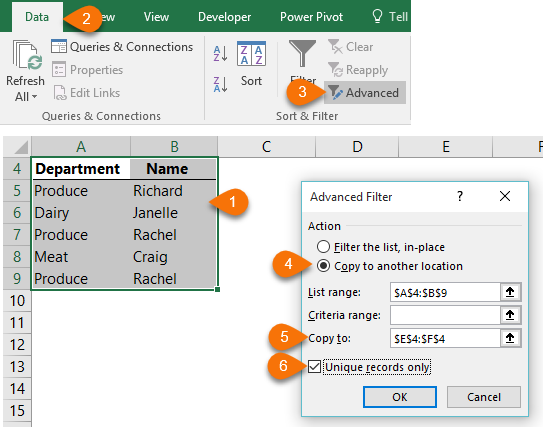 Data 2 ew View Developer Power Pivot Tell
Refresh All
Queries & Connections
Properties
Edit Links
Queries & Connections
Sort
Filter
Clear
Reapply
3 Advanced
Sort & Filter
A B C D E F
4 Department Name
5 Produce Richard 1
6 Dairy Janelle
7 Produce Rachel
8 Meat Craig
9 Produce Rachel
10
11
12
13
14
15
Advanced Filter ?
Action
Filter the list, in-place
4 Copy to another location
List range: $A$4:$B$9
Criteria range:
5 Copy to: $E$4:$F$4
6 Unique records only
OK Cancel